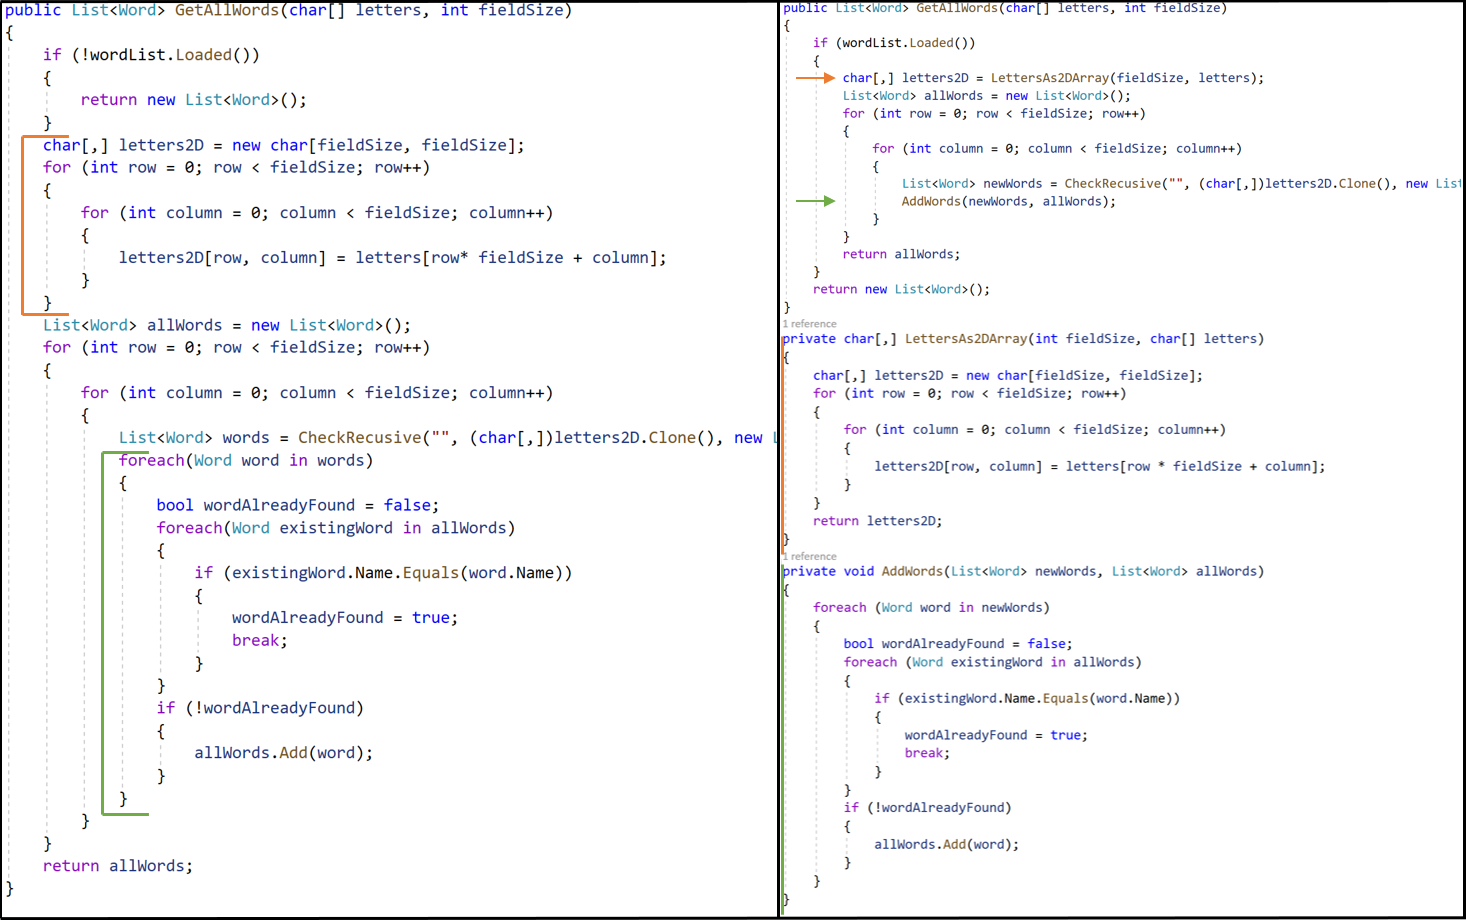 public List<Word> GetAllWords(char[] letters, int fieldSize)
{
if (!wordList.Loaded())
{
return new List<Word>();
}
char[,] letters2D = new char[fieldSize, fieldSize];
for (int row = 0; row < fieldSize; row++)
{
for (int column = 0; column < fieldSize; column++)
{
letters2D[row, column] = letters[row* fieldSize + column];
}
}
List<Word> allWords = new List<Word>();
for (int row = 0; row < fieldSize; row++)
{
for (int column = 0; column < fieldSize; column++)
{
List<Word> words = CheckRecusive("", (char[,])letters2D.Clone(), new L
foreach(Word word in words)
{
bool wordAlreadyFound = false;
foreach(Word existingWord in allWords)
{
if (existingWord.Name.Equals(word.Name))
{
wordAlreadyFound = true;
break;
}
}
if (!wordAlreadyFound)
{
allWords.Add(word);
}
}
}
}
return allWords;
}
public List<Word> GetAllWords(char[] letters, int fieldSize)
{
if (wordList.Loaded())
{
char[,] letters2D = LettersAs2DArray(fieldSize, letters);
List<Word> allWords = new List<Word>();
for (int row = 0; row < fieldSize; row++)
{
for (int column = 0; column < fieldSize; column++)
{
List<Word> newWords = CheckRecusive("", (char[,])letters2D.Clone(), new List
AddWords(newWords, allWords);
}
}
return allWords;
}
return new List<Word>();
}
1 reference
private char[,] LettersAs2DArray(int fieldSize, char[] letters)
{
char[,] letters2D = new char[fieldSize, fieldSize];
for (int row = 0; row < fieldSize; row++)
{
for (int column = 0; column < fieldSize; column++)
{
letters2D[row, column] = letters[row * fieldSize + column];
}
}
return letters2D;
}
1 reference
private void AddWords(List<Word> newWords, List<Word> allWords)
{
foreach (Word word in newWords)
{
bool wordAlreadyFound = false;
foreach (Word existingWord in allWords)
{
if (existingWord.Name.Equals(word.Name))
{
wordAlreadyFound = true;
break;
}
}
if (!wordAlreadyFound)
{
allWords.Add(word);
}
}
}